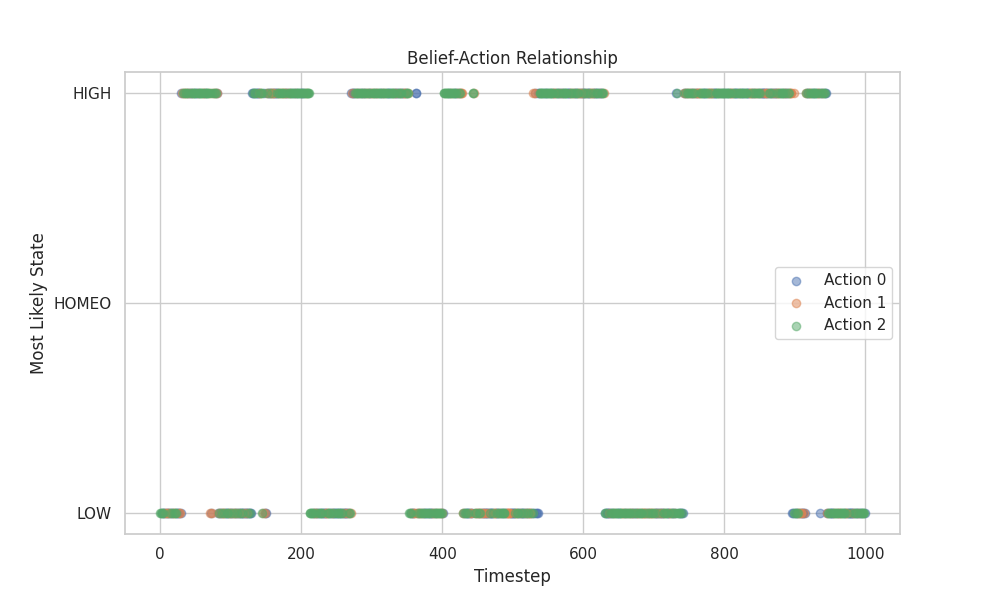 Belief-Action Relationship
HIGH
HOMEO
LOW
Most Likely State
Action 0
Action 1
Action 2
0 200 400 600 800 1000
Timestep